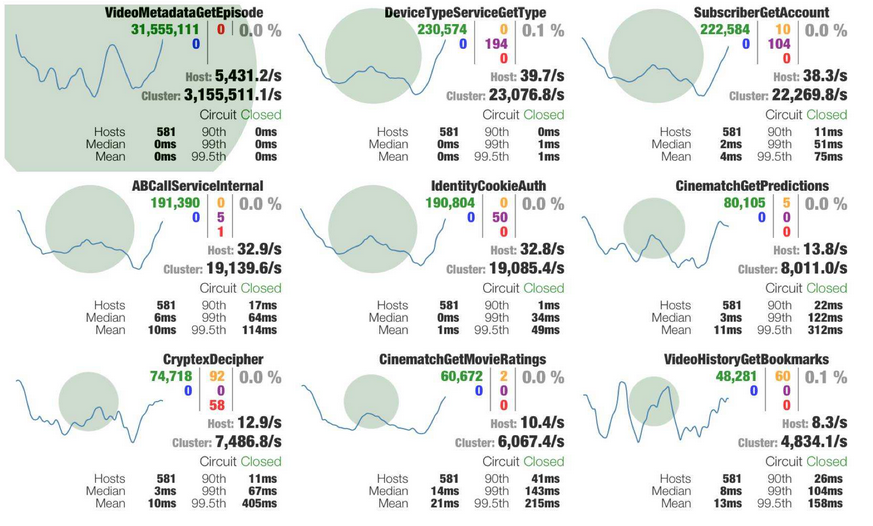 VideoMetadataGetEpisode
31,555,111 0 0.0 %
0
Host: 5,431.2/s
Cluster: 3,155,511.1/s
Circuit Closed
Hosts 581 90th 0ms
Median 0ms 99th 0ms
Mean 0ms 99.5th 0ms
DeviceTypeServiceGetType
230,574 0 0.1 %
0 194
0
Host: 39.7/s
Cluster: 23,076.8/s
Circuit Closed
Hosts 581 90th 0ms
Median 0ms 99th 1ms
Mean 0ms 99.5th 1ms
SubscriberGetAccount
222,584 10 0.0 %
0 104
0
Host: 38.3/s
Cluster: 22,269.8/s
Circuit Closed
Hosts 581 90th 11ms
Median 2ms 99th 51ms
Mean 4ms 99.5th 75ms
ABCallServiceInternal
191,390 0 0.0 %
0 5
1
Host: 32.9/s
Cluster: 19,139.6/s
Circuit Closed
Hosts 581 90th 17ms
Median 6ms 99th 64ms
Mean 10ms 99.5th 114ms
IdentityCookieAuth
190,804 0 0.0 %
0 50
0
Host: 32.8/s
Cluster: 19,085.4/s
Circuit Closed
Hosts 581 90th 1ms
Median 0ms 99th 34ms
Mean 1ms 99.5th 49ms
CinematchGetPredictions
80,105 5 0.0 %
0 0
0
Host: 13.8/s
Cluster: 8,011.0/s
Circuit Closed
Hosts 581 90th 22ms
Median 3ms 99th 122ms
Mean 11ms 99.5th 312ms
CryptexDecipher
74,718 92 0.0 %
0 0
58
Host: 12.9/s
Cluster: 7,486.8/s
Circuit Closed
Hosts 581 90th 11ms
Median 3ms 99th 67ms
Mean 10ms 99.5th 405ms
CinematchGetMovieRatings
60,672 2 0.0 %
0 0
0
Host: 10.4/s
Cluster: 6,067.4/s
Circuit Closed
Hosts 581 90th 41ms
Median 14ms 99th 143ms
Mean 21ms 99.5th 215ms
VideoHistoryGetBookmarks
48,281 60 0.1 %
0 0
0
Host: 8.3/s
Cluster: 4,834.1/s
Circuit Closed
Hosts 581 90th 26ms
Median 8ms 99th 104ms
Mean 13ms 99.5th 158ms